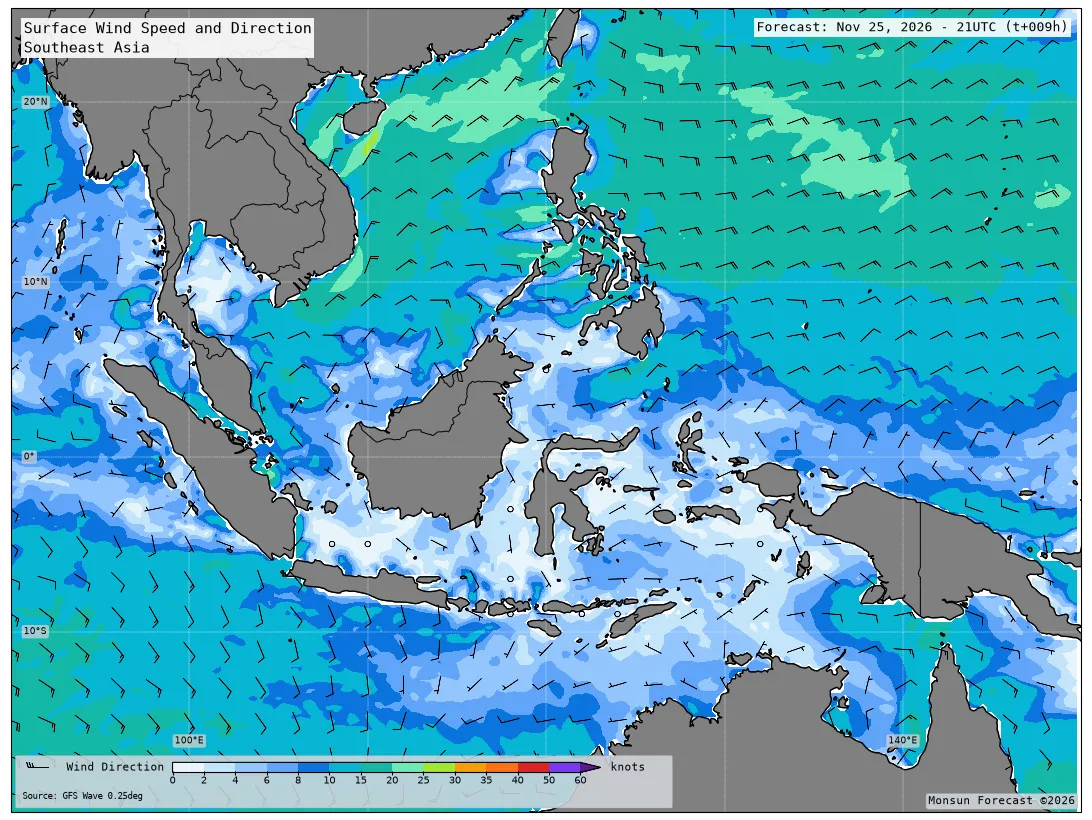 Surface Wind Speed and Direction
Southeast Asia
Forecast: Nov 25, 2026 - 21UTC (t+009h)
20°N
10°N
0°
10°S
100°E
140°E
Wind Direction
0 2 4 6 8 10 15 20 25 30 35 40 50 60
knots
Source: GFS Wave 0.25deg
Monsun Forecast ©2026